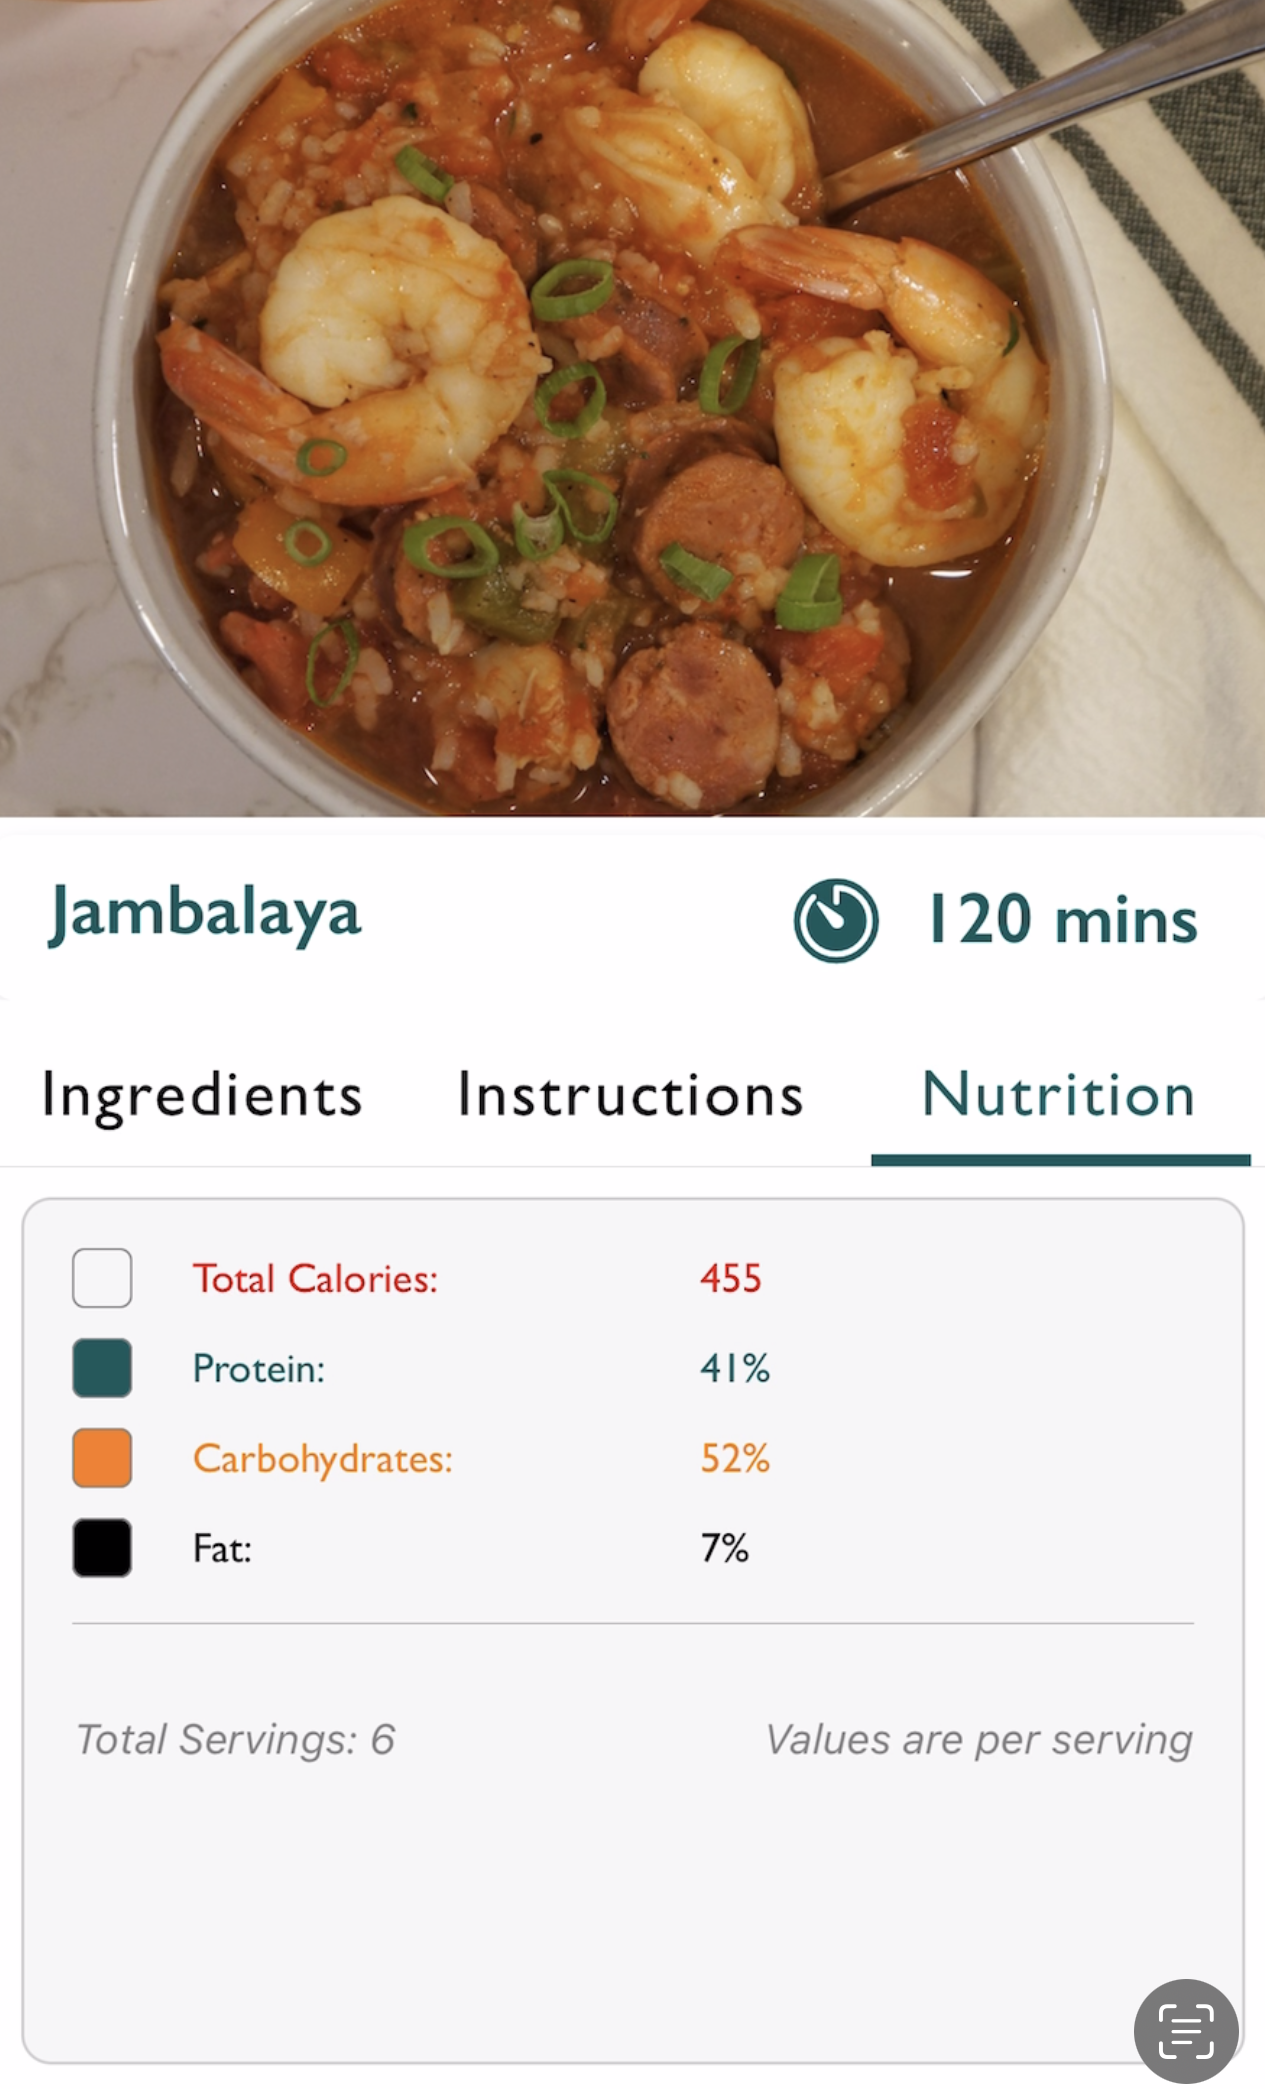 Jambalaya 120 mins
Ingredients Instructions Nutrition
Total Calories: 455
Protein: 41%
Carbohydrates: 52%
Fat: 7%
Total Servings: 6 Values are per serving